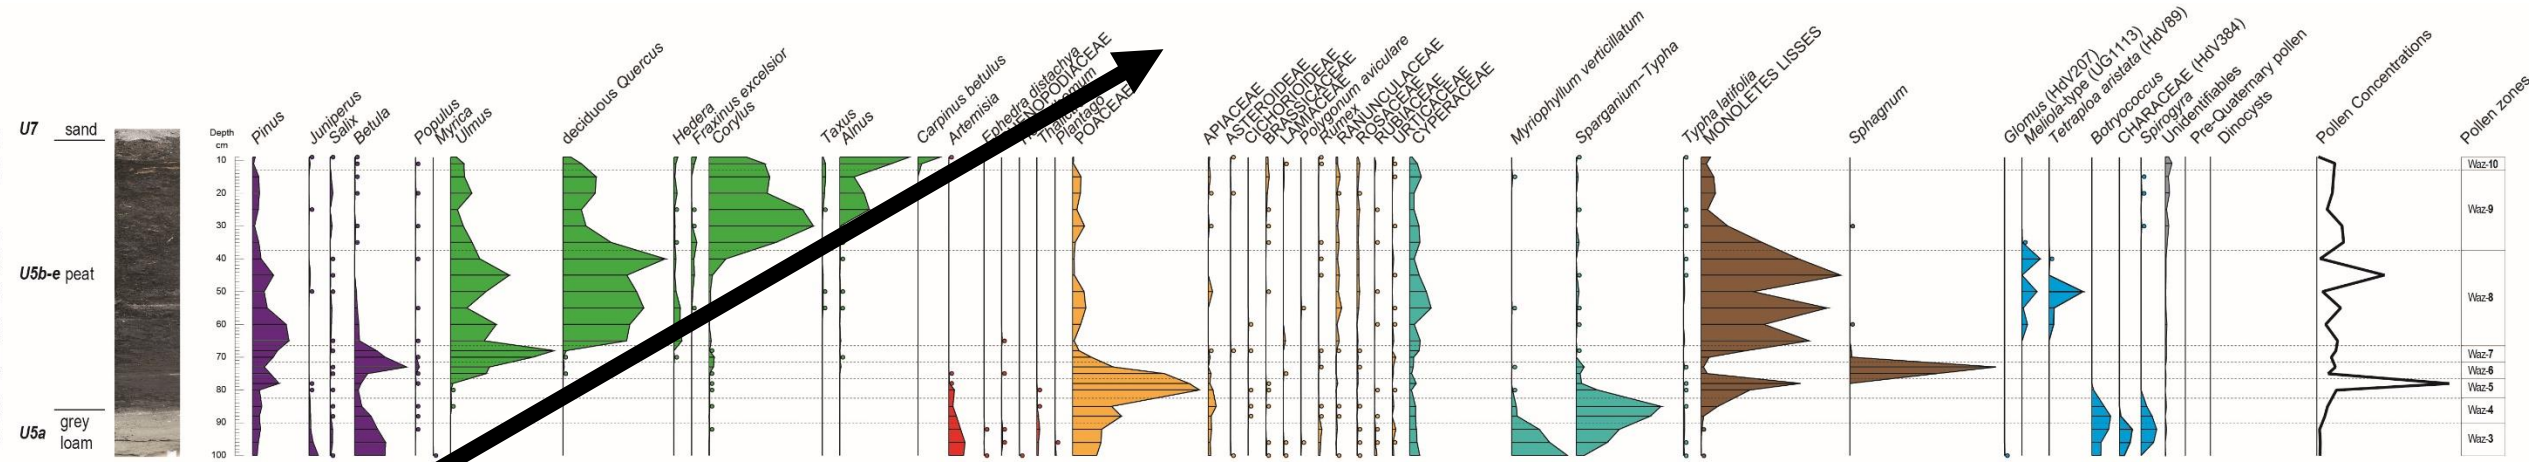 U7 sand
U5b-e peat
grey
U5a loam
Depth
cm
10
20
30
40
50
60
70
80
90
100
Pinus
Juniperus
Salix
Betula
Populus
Myrica
Ulmus
deciduous Quercus
Hedera
Fraxinus excelsior
Corylus
Taxus
Alnus
Carpinus betulus
Artemisia
Ephedra distachya
Plantago
POACEAE
APIACEAE
ASTEROIDEAE
CICHORIOIDEAE
BRASSICACEAE
LAMIACEAE
Polygonum aviculare
Rumex
RANUNCULACEAE
ROSACEAE
RUBIACEAE
URTICACEAE
CYPERACEAE
Myriophyllum verticillatum
Sparganium-Typha
Typha latifolia
MONOLETES LISSES
Sphagnum
Glomus (HdV207)
Meliola-type (UG1113)
Tetraploa aristata (HdV89)
Botryococcus
CHARACEAE (HdV384)
Spirogyra
Unidentifiables
Pre-Quaternary pollen
Dinocysts
Pollen Concentrations
Pollen zones
Waz-10
Waz-9
Waz-8
Waz-7
Waz-6
Waz-5
Waz-4
Waz-3